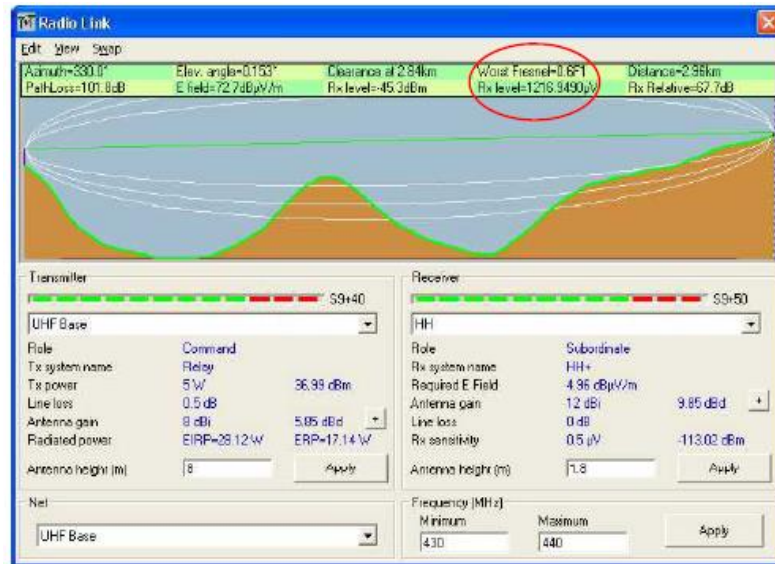 Radio Link
Edit View Swap
Azimuth=330.0° Elev. angle=0.153° Clearance at 2.84km Worst Fresnel=0.6F1 Distance=2.96km
PathLoss=101.8dB E field=72.7dBµV/m Rx level=-45.3dBm Rx level=1216.9490µV Rx Relative=67.7dB
Transmitter
S9+40
UHF Base
Role Command
Tx system name Relay
Tx power 5 W 36.99 dBm
Line loss 0.5 dB
Antenna gain 8 dBi 5.85 dBd +
Radiated power EIRP=28.12 W ERP=17.14 W
Antenna height (m) 8 Apply
Net
UHF Base
Receiver
S9+50
HH
Role Subordinate
Rx system name HH+
Required E Field 4.96 dBµV/m
Antenna gain 12 dBi 9.85 dBd +
Line loss 0 dB
Rx sensitivity 0.5 µV -113.02 dBm
Antenna height (m) 1.8 Apply
Frequency (MHz)
Minimum Maximum
430 440 Apply